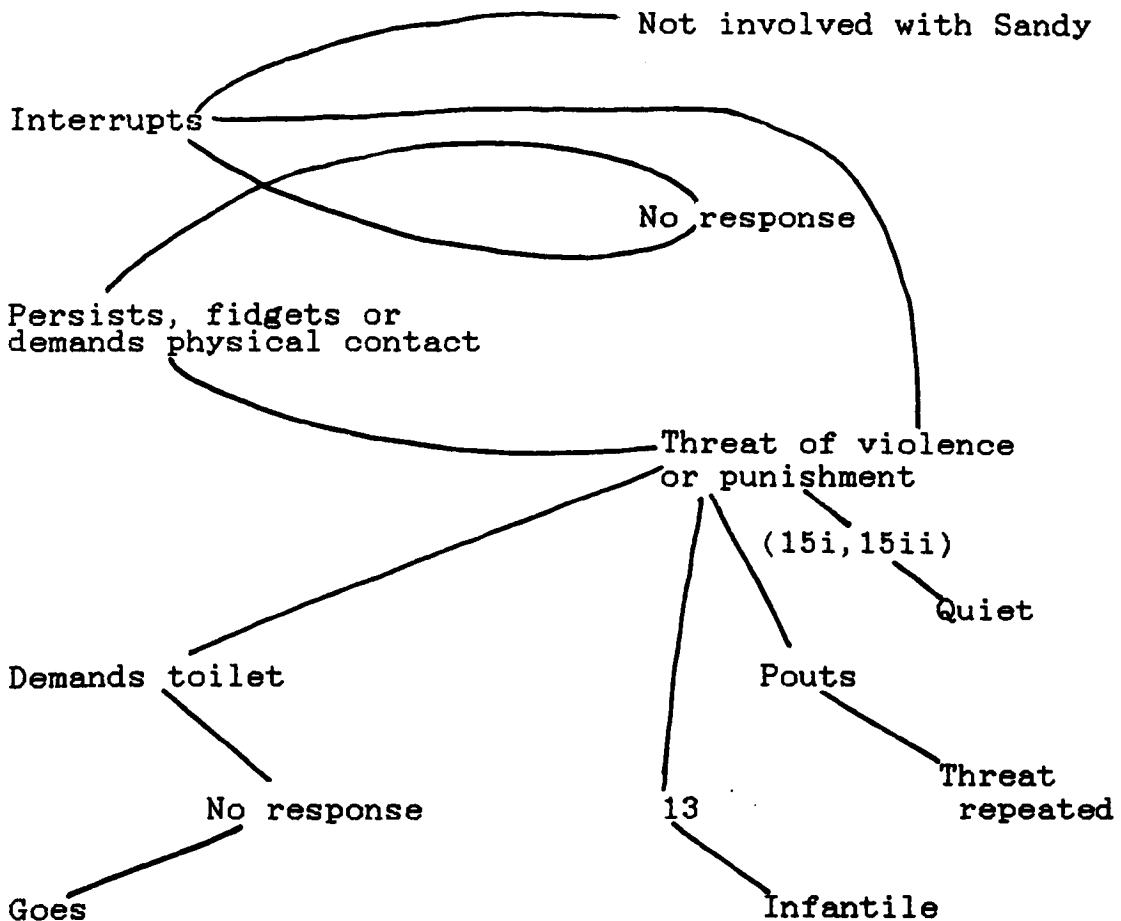 Not involved with Sandy
Interrupts
No response
Persists, fidgets or
demands physical contact
Threat of violence
or punishment
(15i,15ii)
Quiet
Demands toilet
Pouts
Threat
repeated
No response
13
Goes
Infantile